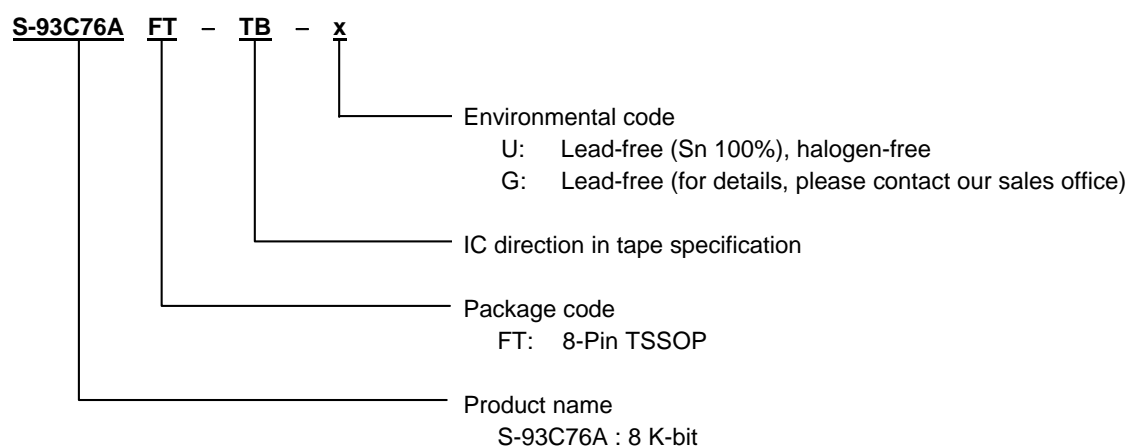 S-93C76A FT – TB – x
Environmental code
U: Lead-free (Sn 100%), halogen-free
G: Lead-free (for details, please contact our sales office)
IC direction in tape specification
Package code
FT: 8-Pin TSSOP
Product name
S-93C76A : 8 K-bit